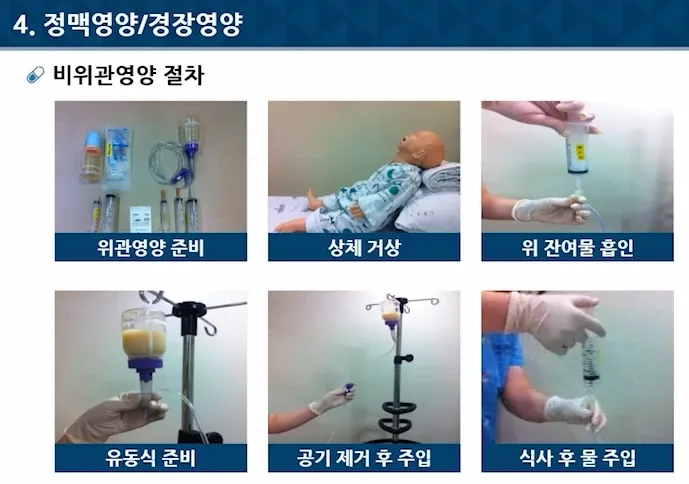 4. 정맥영양/경장영양
비위관영양 절차
위관영양 준비
상체 거상
위 잔여물 흡인
유동식 준비
공기 제거 후 주입
식사 후 물 주입